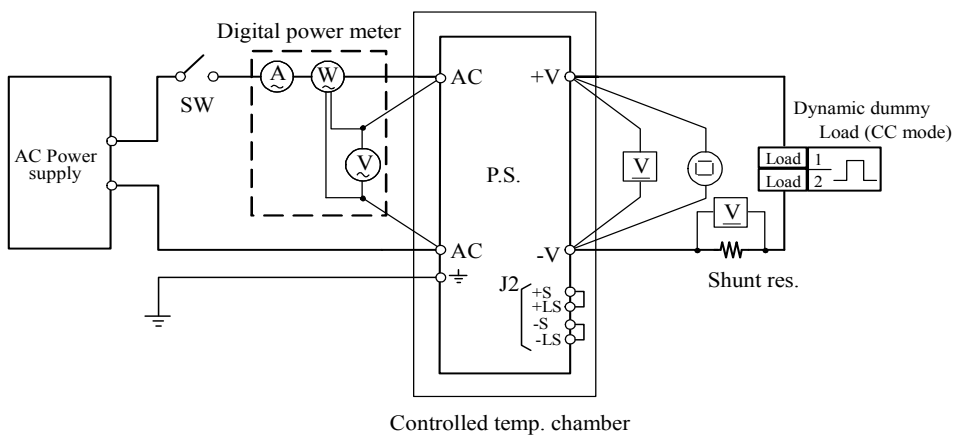 Digital power meter
SW
A
W
V
AC Power
supply
AC
AC
+V
-V
P.S.
J2
+S
+LS
-S
-LS
V
Dynamic dummy
Load (CC mode)
Load 1
Load 2
V
Shunt res.
Controlled temp. chamber